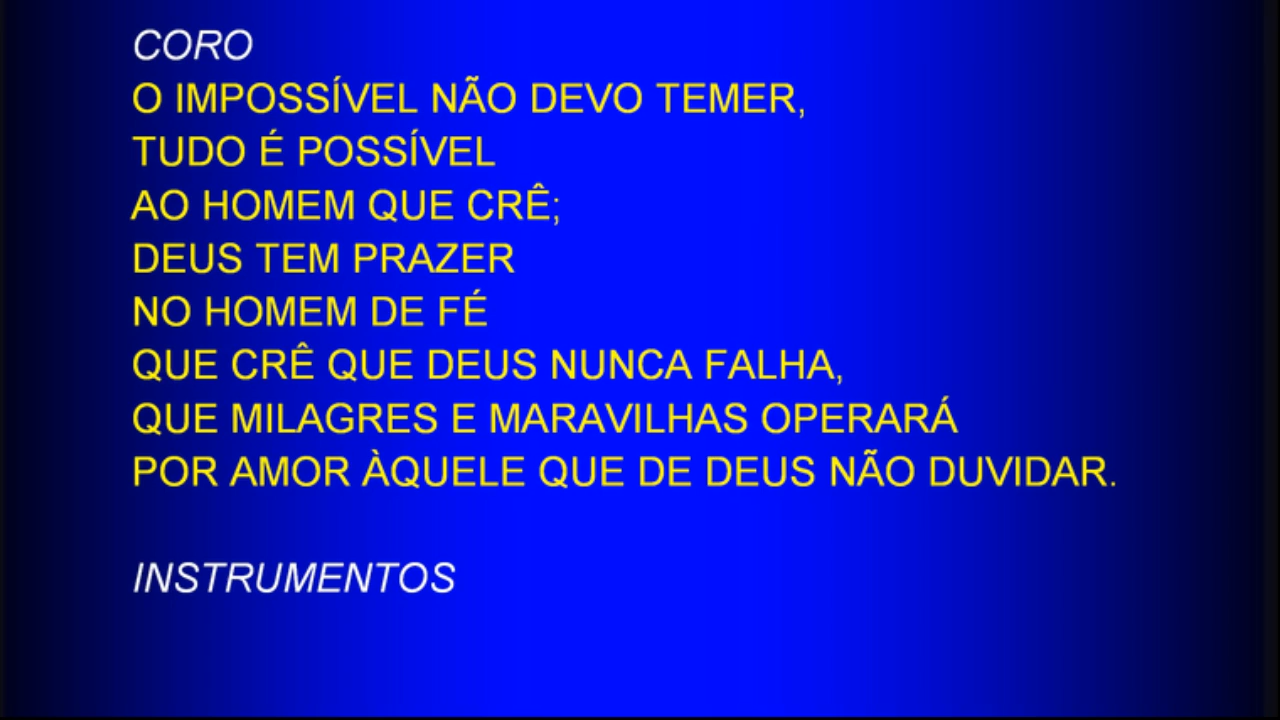 CORO
O IMPOSSÍVEL NÃO DEVO TEMER,
TUDO É POSSÍVEL
AO HOMEM QUE CRÊ;
DEUS TEM PRAZER
NO HOMEM DE FÉ
QUE CRÊ QUE DEUS NUNCA FALHA,
QUE MILAGRES E MARAVILHAS OPERARÁ
POR AMOR ÀQUELE QUE DE DEUS NÃO DUVIDAR.
INSTRUMENTOS